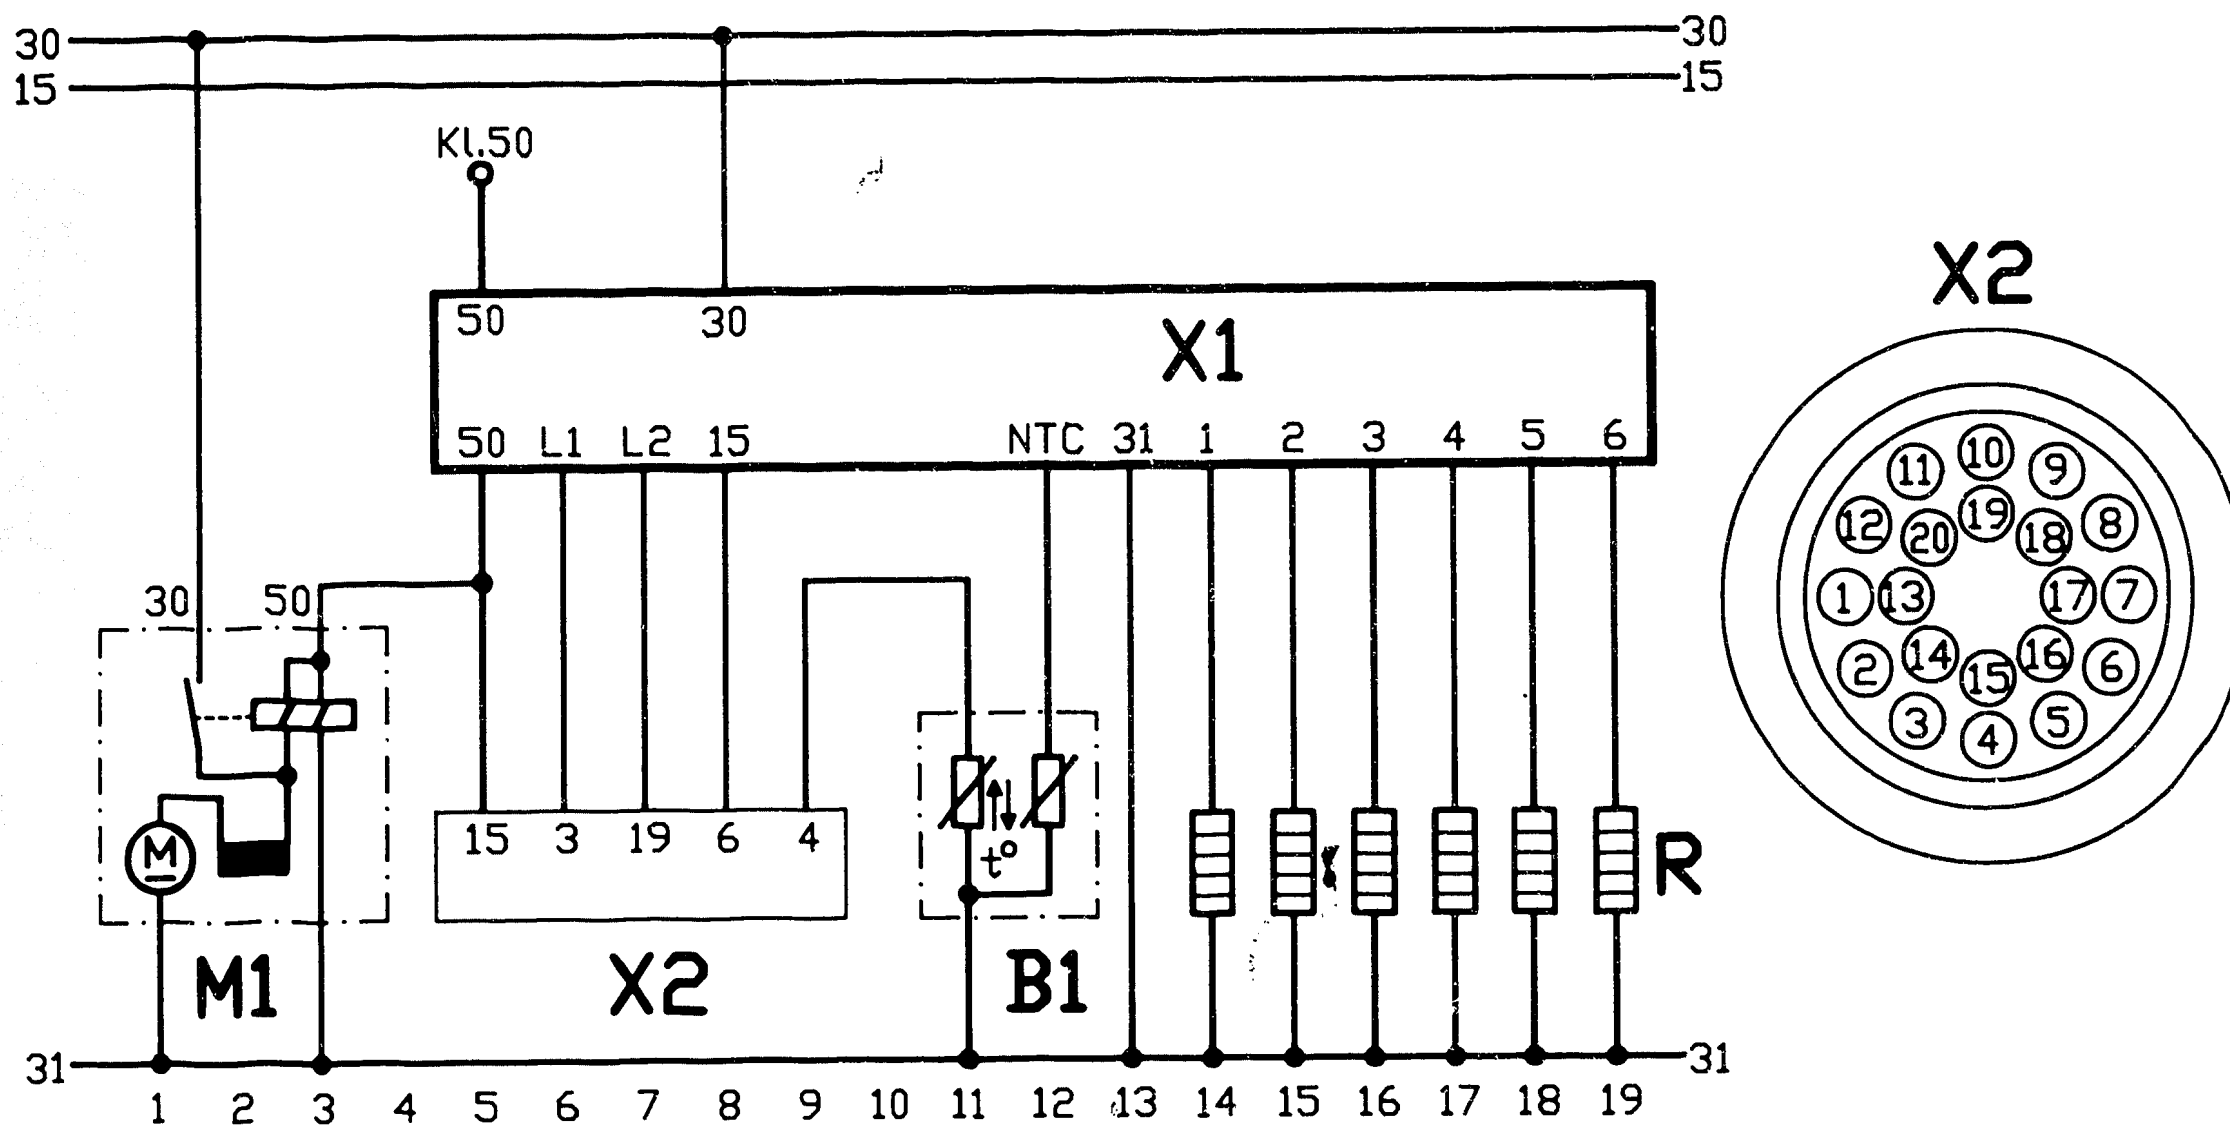 30 30
15 15
Kl.50
X2
50 30 X1
50 L1 L2 15 NTC 31 1 2 3 4 5 6
10
11 9
19
12 20 18 8
1 13 17 7
2 14 16 6
15
3 5
4
30 50
15 3 19 6 4
M
t°
R
M1 X2 B1
31 31
1 2 3 4 5 6 7 8 9 10 11 12 13 14 15 16 17 18 19